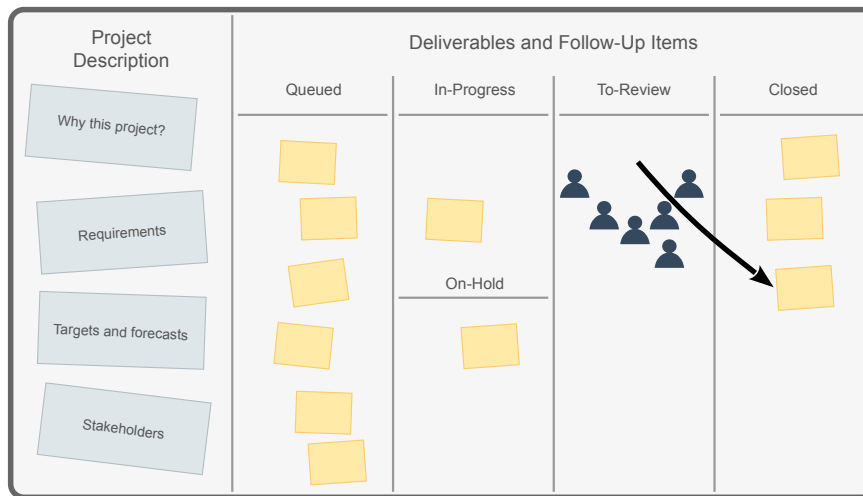 Project
Description
Deliverables and Follow-Up Items
Queued
In-Progress
To-Review
Closed
Why this project?
Requirements
On-Hold
Targets and forecasts
Stakeholders